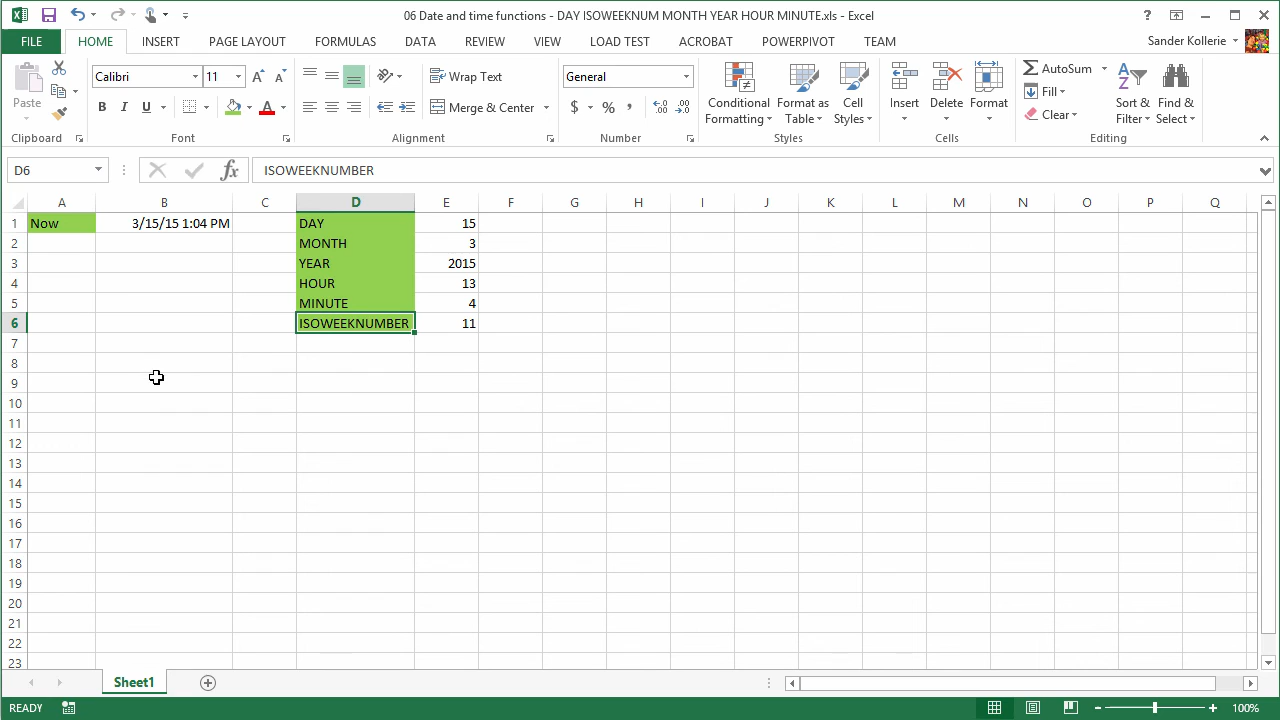 06 Date and time functions - DAY ISOWEEKNUM MONTH YEAR HOUR MINUTE.xls - Excel
FILE HOME INSERT PAGE LAYOUT FORMULAS DATA REVIEW VIEW LOAD TEST ACROBAT POWERPIVOT TEAM Sander Kollerie
Calibri 11 Wrap Text General AutoSum
Paste B I U A Merge & Center $ % , Conditional Formatting Format as Table Cell Styles Insert Delete Format Fill Clear Sort & Filter Find & Select
Clipboard Font Alignment Number Styles Cells Editing
D6 fx ISOWEEKNUMBER
A B C D E F G H I J K L M N O P Q
1 Now 3/15/15 1:04 PM DAY 15
2 MONTH 3
3 YEAR 2015
4 HOUR 13
5 MINUTE 4
6 ISOWEEKNUMBER 11
7
8
9
10
11
12
13
14
15
16
17
18
19
20
21
22
23
Sheet1
READY 100%